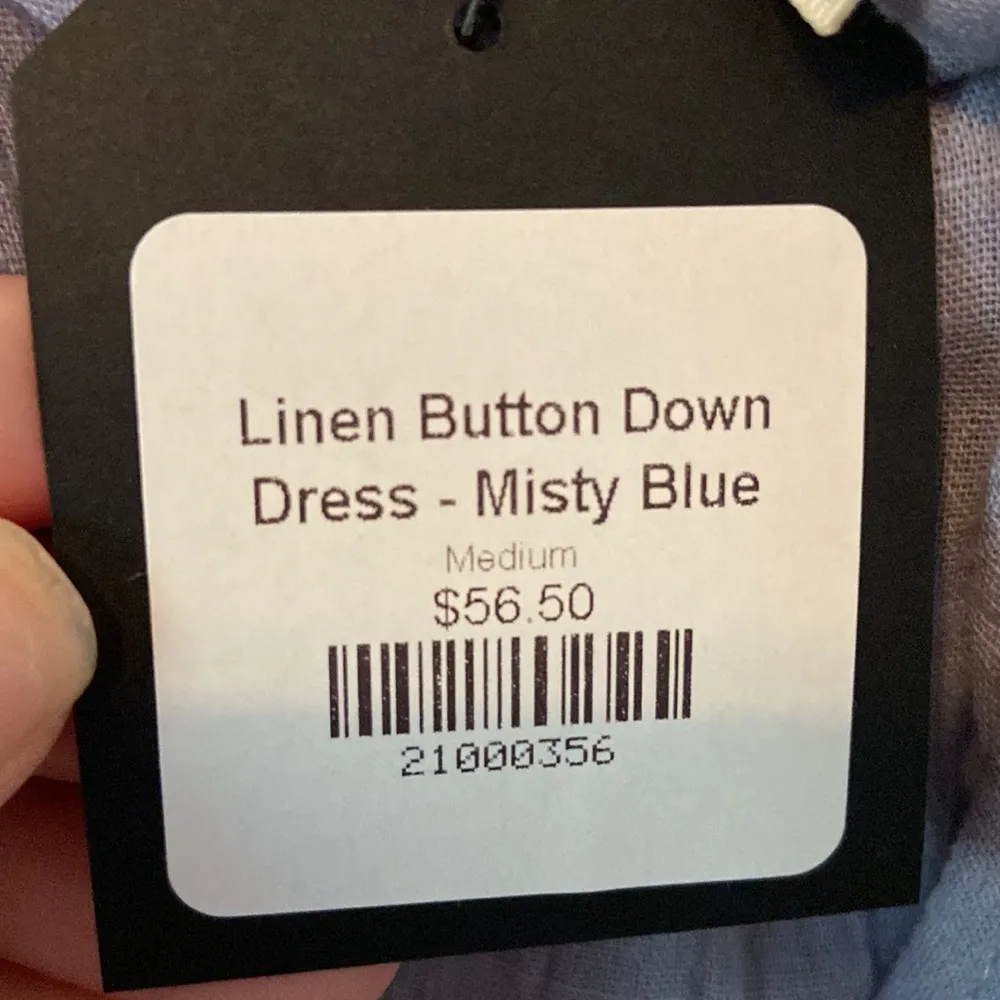 Linen Button Down
Dress - Misty Blue
Medium
$56.50
21000356